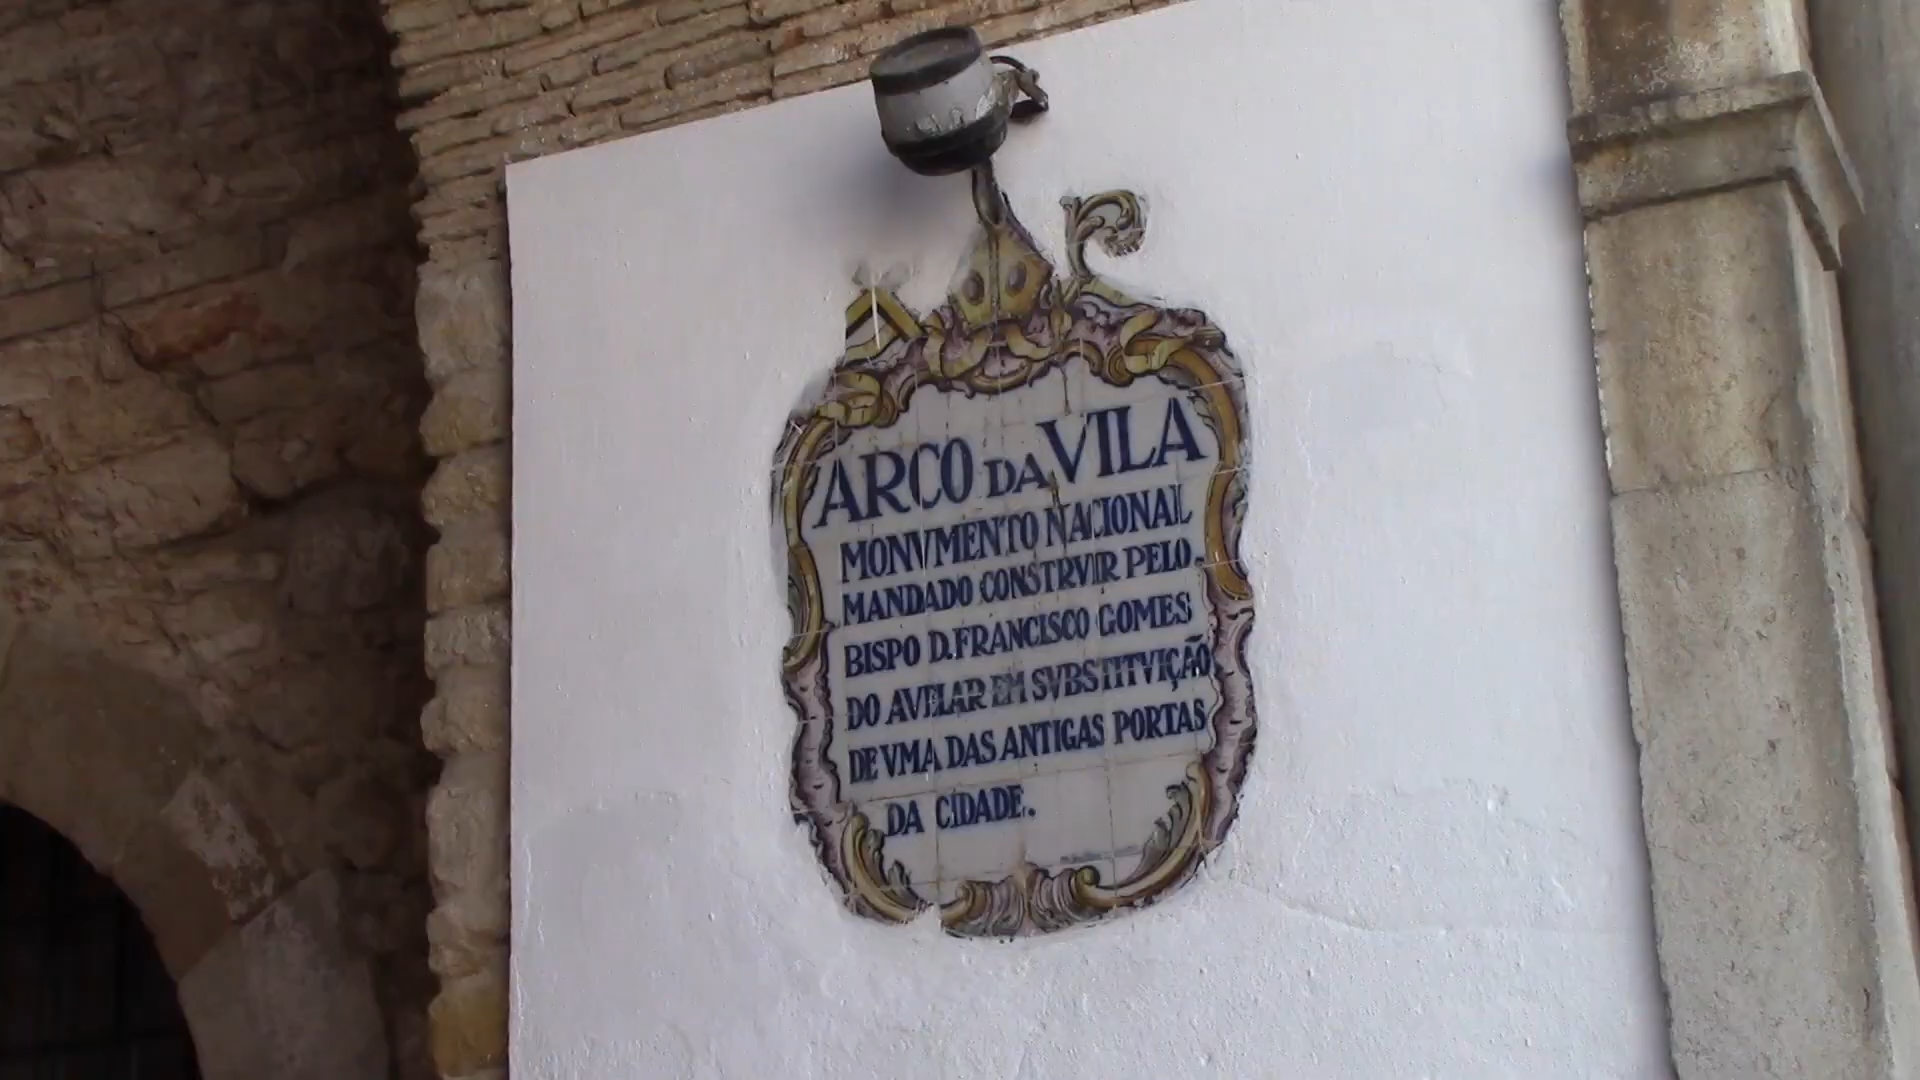 ARCO DA VILA
MONVMENTO NACIONAL
MANDADO CONSTRVIR PELO-
BISPO D. FRANCISCO GOMES
DO AVELAR EM SVBSTITVIÇÃO
DE VMA DAS ANTIGAS PORTAS
DA CIDADE.